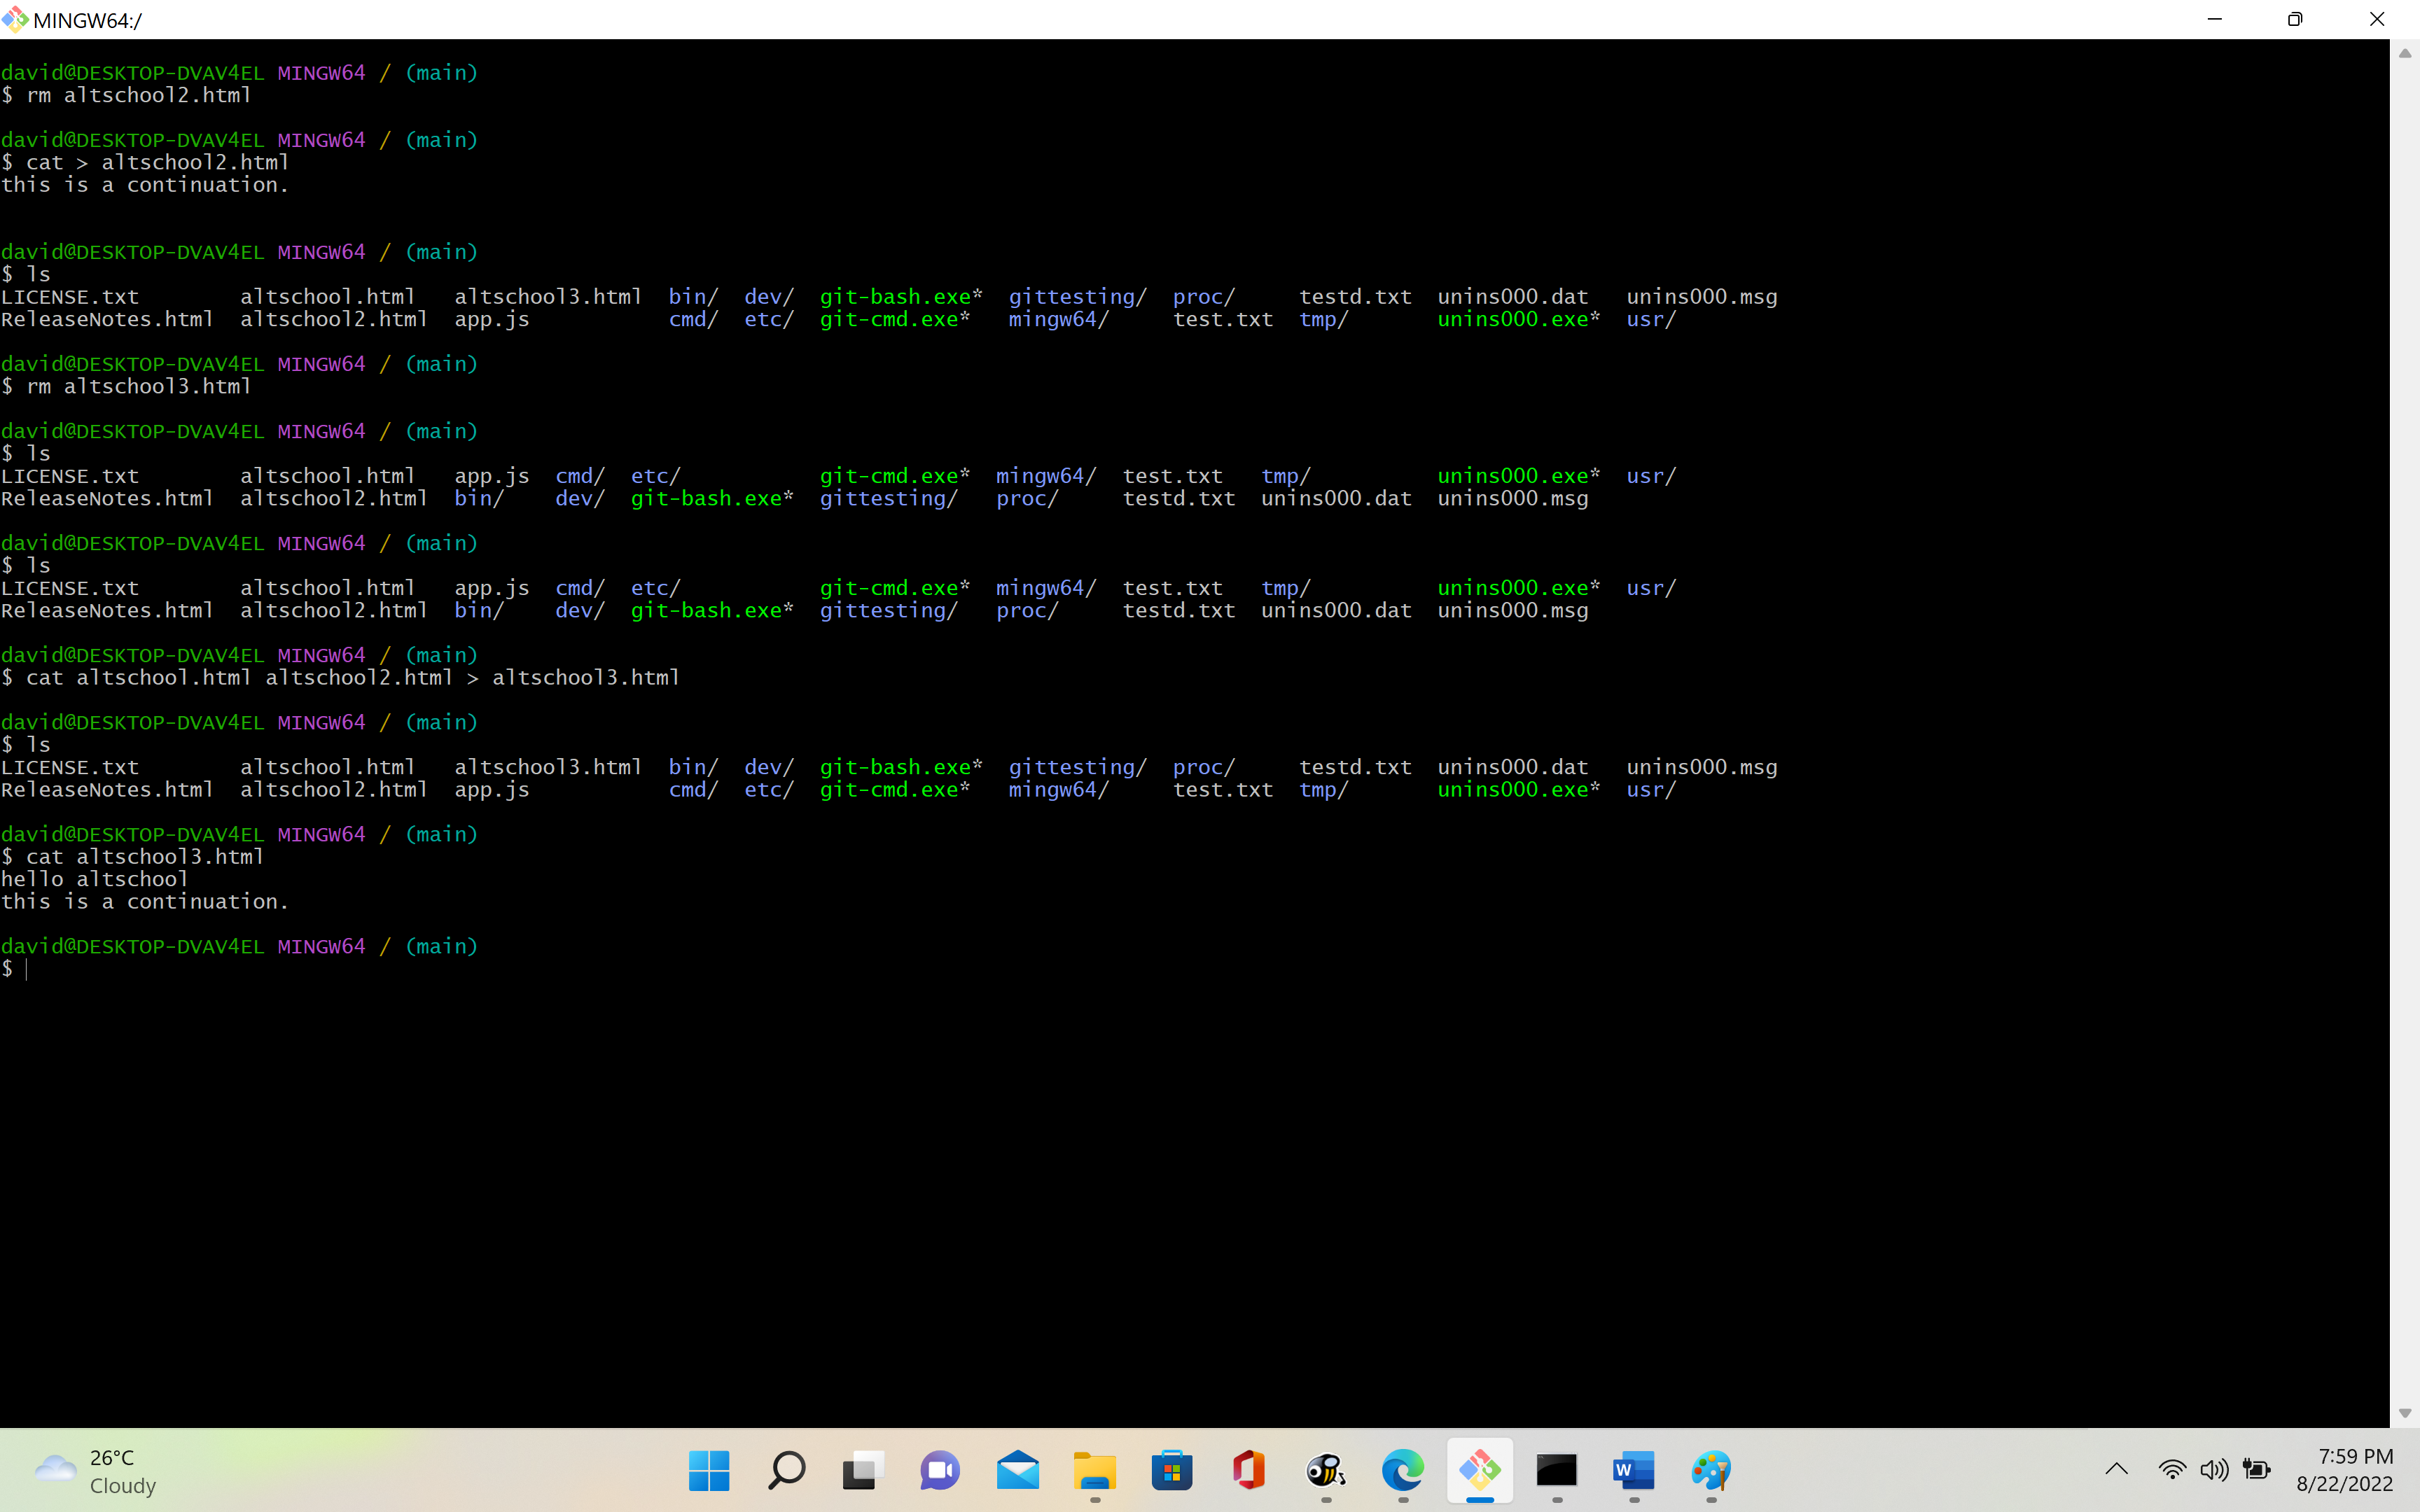 MINGW64:/
david@DESKTOP-DVAV4EL MINGW64 / (main)
$ rm altschool2.html
david@DESKTOP-DVAV4EL MINGW64 / (main)
$ cat > altschool2.html
this is a continuation.
david@DESKTOP-DVAV4EL MINGW64 / (main)
$ ls
LICENSE.txt altschool.html altschool3.html bin/ dev/ git-bash.exe* gittesting/ proc/ testd.txt unins000.dat unins000.msg
ReleaseNotes.html altschool2.html app.js cmd/ etc/ git-cmd.exe* mingw64/ test.txt tmp/ unins000.exe* usr/
david@DESKTOP-DVAV4EL MINGW64 / (main)
$ rm altschool3.html
david@DESKTOP-DVAV4EL MINGW64 / (main)
$ ls
LICENSE.txt altschool.html app.js cmd/ etc/ git-cmd.exe* mingw64/ test.txt tmp/ unins000.exe* usr/
ReleaseNotes.html altschool2.html bin/ dev/ git-bash.exe* gittesting/ proc/ testd.txt unins000.dat unins000.msg
david@DESKTOP-DVAV4EL MINGW64 / (main)
$ ls
LICENSE.txt altschool.html app.js cmd/ etc/ git-cmd.exe* mingw64/ test.txt tmp/ unins000.exe* usr/
ReleaseNotes.html altschool2.html bin/ dev/ git-bash.exe* gittesting/ proc/ testd.txt unins000.dat unins000.msg
david@DESKTOP-DVAV4EL MINGW64 / (main)
$ cat altschool.html altschool2.html > altschool3.html
david@DESKTOP-DVAV4EL MINGW64 / (main)
$ ls
LICENSE.txt altschool.html altschool3.html bin/ dev/ git-bash.exe* gittesting/ proc/ testd.txt unins000.dat unins000.msg
ReleaseNotes.html altschool2.html app.js cmd/ etc/ git-cmd.exe* mingw64/ test.txt tmp/ unins000.exe* usr/
david@DESKTOP-DVAV4EL MINGW64 / (main)
$ cat altschool3.html
hello altschool
this is a continuation.
david@DESKTOP-DVAV4EL MINGW64 / (main)
$
26°C
Cloudy
W
7:59 PM
8/22/2022